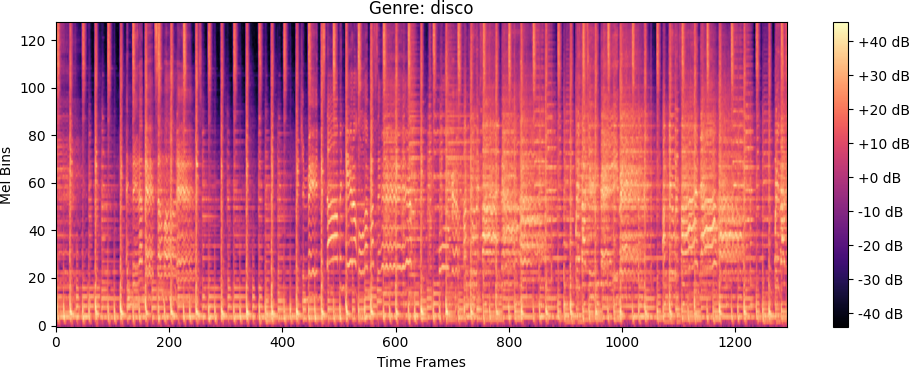 Genre: disco
Mel Bins
120
100
80
60
40
20
0
0 200 400 600 800 1000 1200
Time Frames
+40 dB
+30 dB
+20 dB
+10 dB
+0 dB
-10 dB
-20 dB
-30 dB
-40 dB